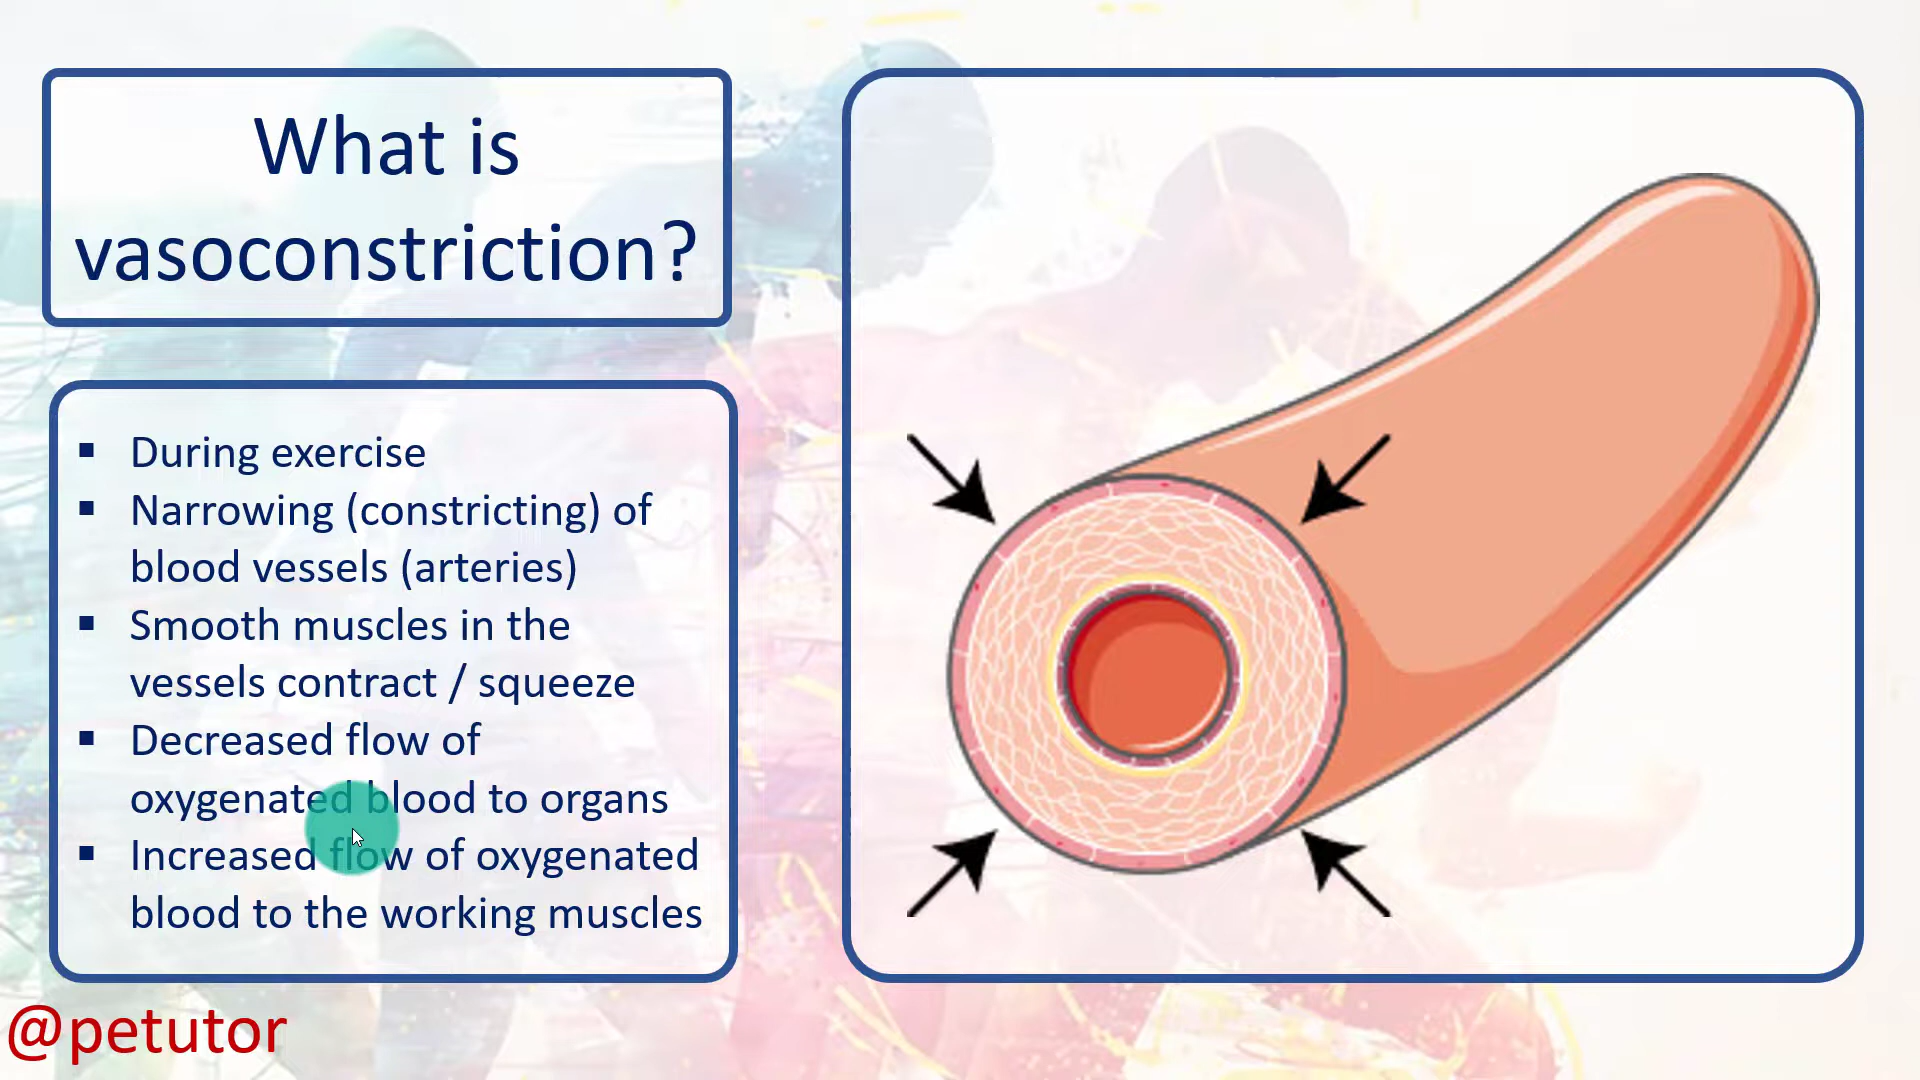 What is
vasoconstriction?
▪ During exercise
▪ Narrowing (constricting) of
blood vessels (arteries)
▪ Smooth muscles in the
vessels contract / squeeze
▪ Decreased flow of
oxygenated blood to organs
▪ Increased flow of oxygenated
blood to the working muscles
@petutor